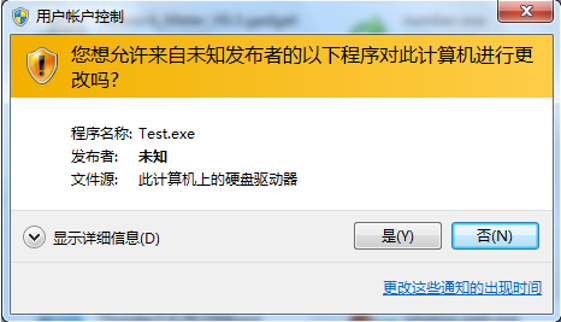 用户帐户控制
您想允许来自未知发布者的以下程序对此计算机进行更
改吗?
程序名称: Test.exe
发布者: 未知
文件源: 此计算机上的硬盘驱动器
显示详细信息(D)
是(Y)
否(N)
更改这些通知的出现时间